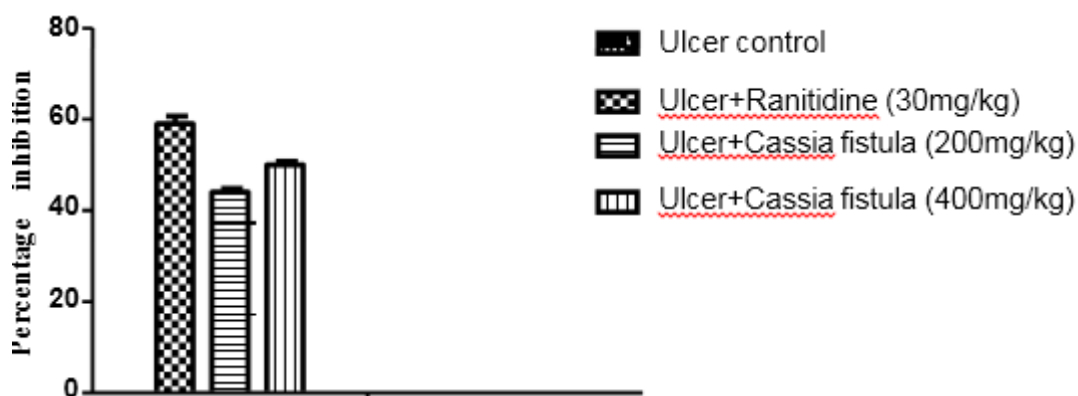 Percentage inhibition
80
60
40
20
0
Ulcer control
Ulcer+Ranitidine (30mg/kg)
Ulcer+Cassia fistula (200mg/kg)
Ulcer+Cassia fistula (400mg/kg)